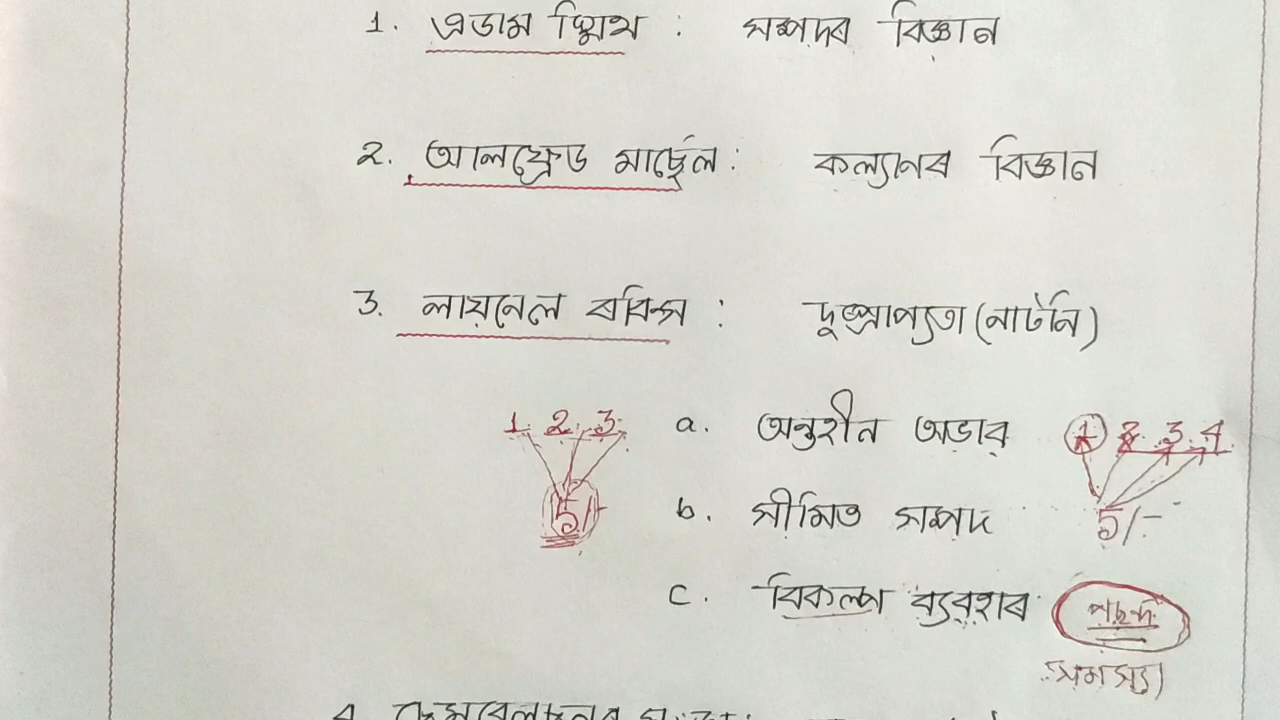 1. এডাম স্মিথ : সম্পদৰ বিজ্ঞান
2. আলফ্ৰেড মাৰ্ছেল : কল্যানৰ বিজ্ঞান
3. লায়নেল ৰবিন্স : দুষ্প্ৰাপ্যতা (নাটনি)
1. 2. 3. a. অন্তহীন অভাৱ 1 2. 3. 4.
5/- b. সীমিত সম্পদ 5/-
c. বিকল্প ব্যৱহাৰ পছন্দ
সমস্যা